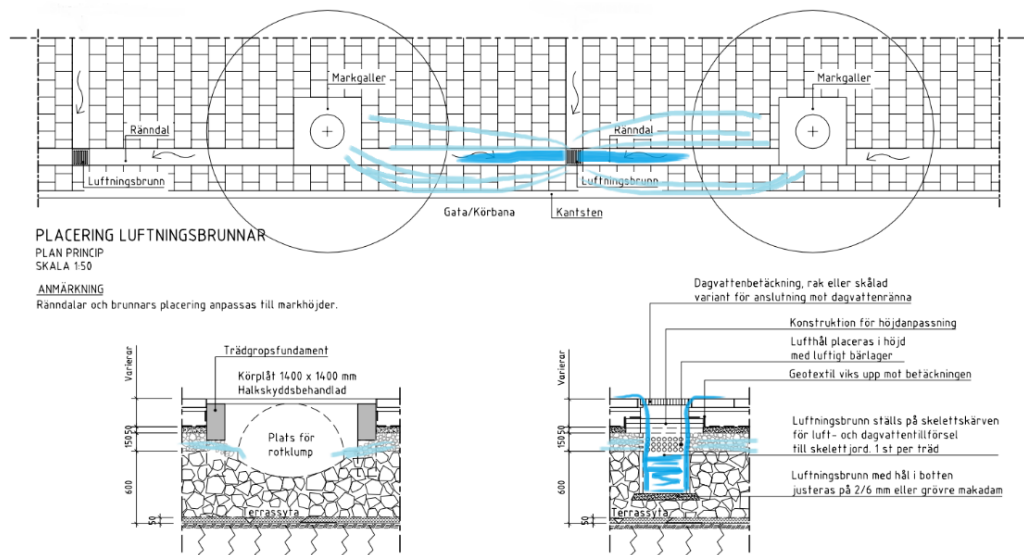 Markgaller
Markgaller
Ränndal
Ränndal
Luftningsbrunn
Luftningsbrunn
Gata/Körbana
Kantsten
PLACERING LUFTNINGSBRUNNAR
PLAN PRINCIP
SKALA 1:50
ANMÄRKNING
Ränndalar och brunnars placering anpassas till markhöjder.
Trädgropsfundament
Körplåt 1400 x 1400 mm
Halkskyddsbehandlad
Varierar
50
150
600
50
Plats för
rotklump
Terrassyta
Dagvattenbetäckning, rak eller skålad
variant för anslutning mot dagvattenränna
Konstruktion för höjdanpassning
Lufthål placeras i höjd
med luftigt bärlager
Geotextil viks upp mot betäckningen
Varierar
50
150
600
50
Luftningsbrunn ställs på skelettskärven
för luft- och dagvattentillförsel
till skelettjord. 1 st per träd
Luftningsbrunn med hål i botten
justeras på 2/6 mm eller grövre makadam
Terrassyta